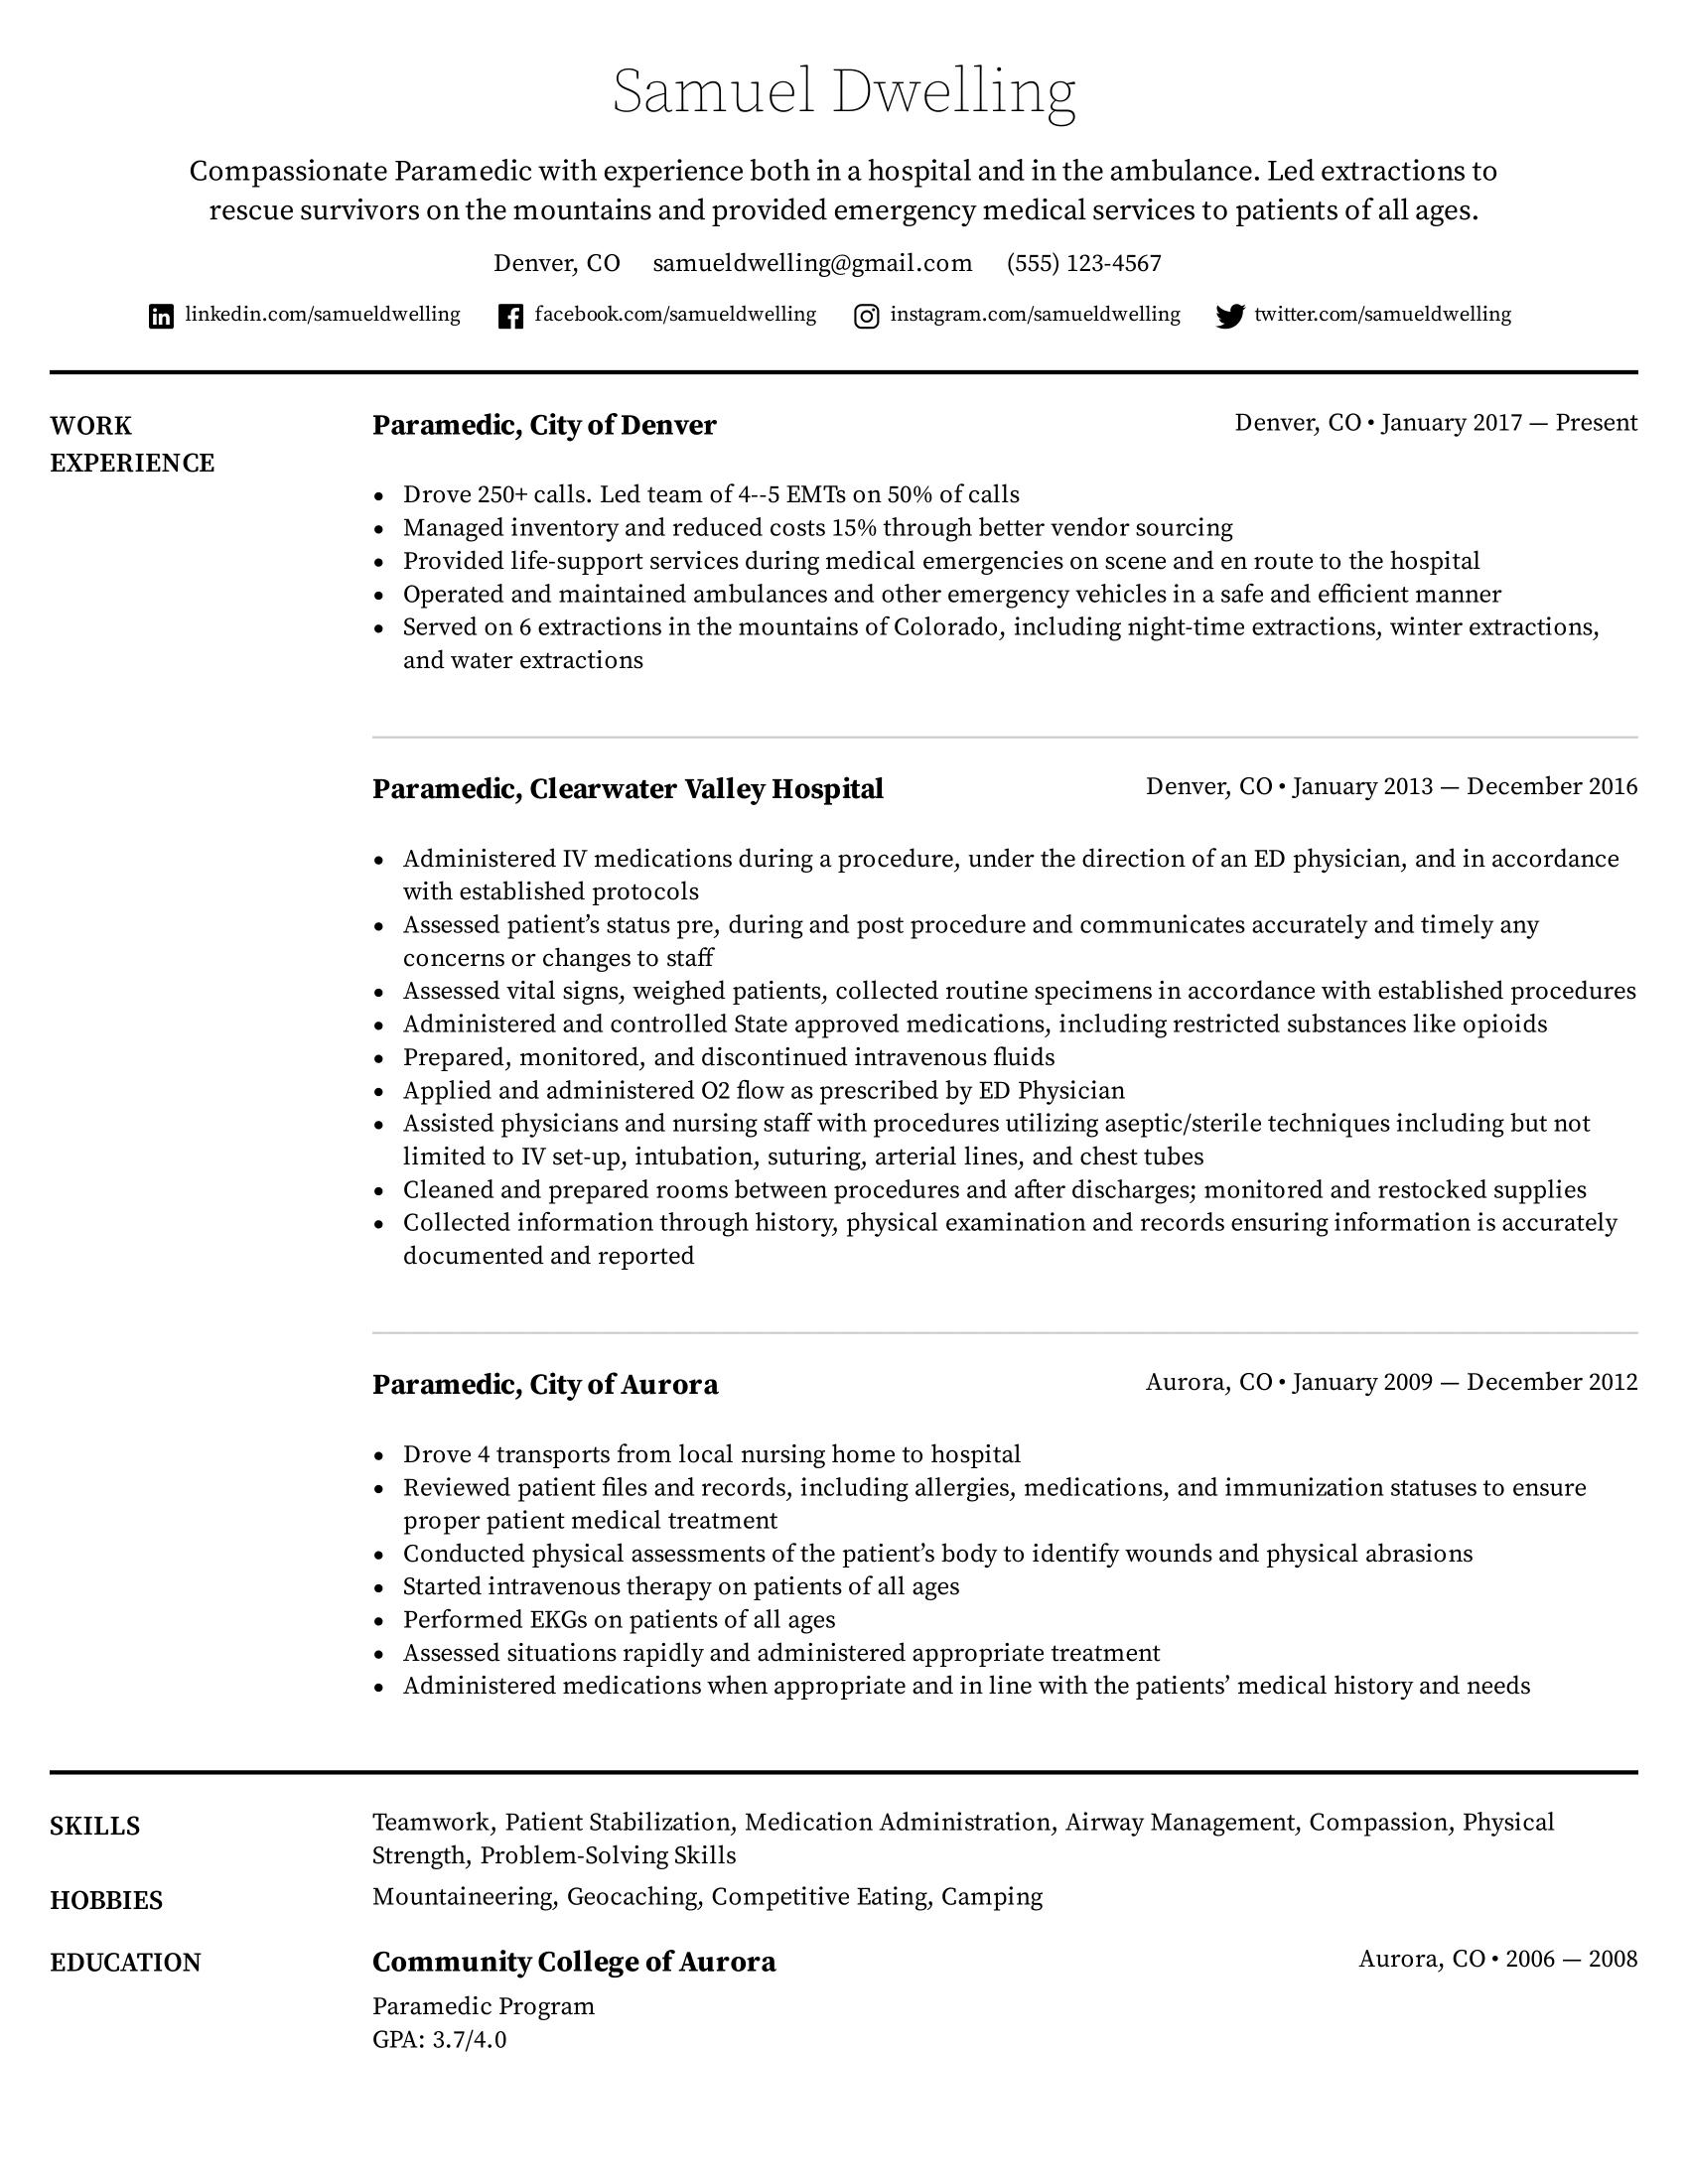 Samuel Dwelling
Compassionate Paramedic with experience both in a hospital and in the ambulance. Led extractions to
rescue survivors on the mountains and provided emergency medical services to patients of all ages.
Denver, CO samueldwelling@gmail.com (555) 123-4567
linkedin.com/samueldwelling facebook.com/samueldwelling instagram.com/samueldwelling twitter.com/samueldwelling
WORK
EXPERIENCE
Paramedic, City of Denver Denver, CO • January 2017 — Present
• Drove 250+ calls. Led team of 4--5 EMTs on 50% of calls
• Managed inventory and reduced costs 15% through better vendor sourcing
• Provided life-support services during medical emergencies on scene and en route to the hospital
• Operated and maintained ambulances and other emergency vehicles in a safe and efficient manner
• Served on 6 extractions in the mountains of Colorado, including night-time extractions, winter extractions,
and water extractions
Paramedic, Clearwater Valley Hospital Denver, CO • January 2013 — December 2016
• Administered IV medications during a procedure, under the direction of an ED physician, and in accordance
with established protocols
• Assessed patient’s status pre, during and post procedure and communicates accurately and timely any
concerns or changes to staff
• Assessed vital signs, weighed patients, collected routine specimens in accordance with established procedures
• Administered and controlled State approved medications, including restricted substances like opioids
• Prepared, monitored, and discontinued intravenous fluids
• Applied and administered O2 flow as prescribed by ED Physician
• Assisted physicians and nursing staff with procedures utilizing aseptic/sterile techniques including but not
limited to IV set-up, intubation, suturing, arterial lines, and chest tubes
• Cleaned and prepared rooms between procedures and after discharges; monitored and restocked supplies
• Collected information through history, physical examination and records ensuring information is accurately
documented and reported
Paramedic, City of Aurora Aurora, CO • January 2009 — December 2012
• Drove 4 transports from local nursing home to hospital
• Reviewed patient files and records, including allergies, medications, and immunization statuses to ensure
proper patient medical treatment
• Conducted physical assessments of the patient’s body to identify wounds and physical abrasions
• Started intravenous therapy on patients of all ages
• Performed EKGs on patients of all ages
• Assessed situations rapidly and administered appropriate treatment
• Administered medications when appropriate and in line with the patients’ medical history and needs
SKILLS Teamwork, Patient Stabilization, Medication Administration, Airway Management, Compassion, Physical
Strength, Problem-Solving Skills
HOBBIES Mountaineering, Geocaching, Competitive Eating, Camping
EDUCATION Community College of Aurora Aurora, CO • 2006 — 2008
Paramedic Program
GPA: 3.7/4.0